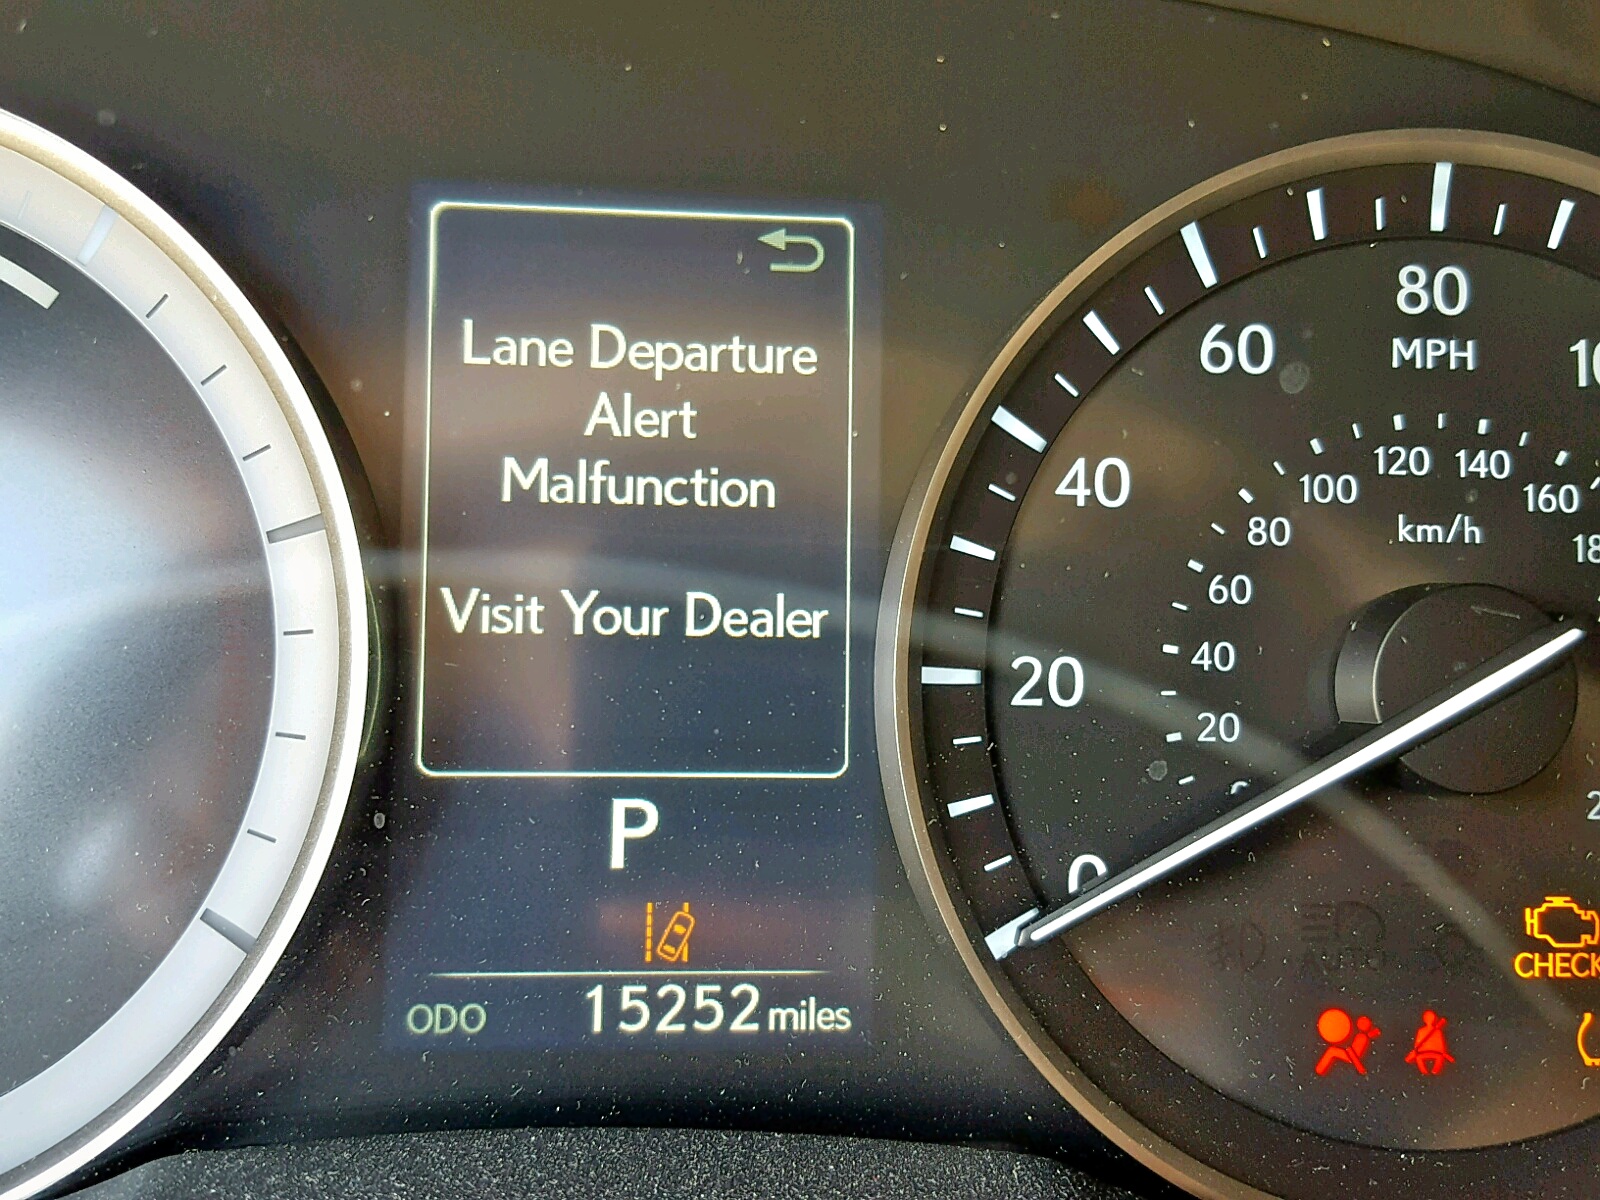 Lane Departure
Alert
Malfunction
Visit Your Dealer
P
ODO 15252 miles
80
MPH
60
40
20
0
120 140
100
160
km/h
80
60
40
20
CHECK